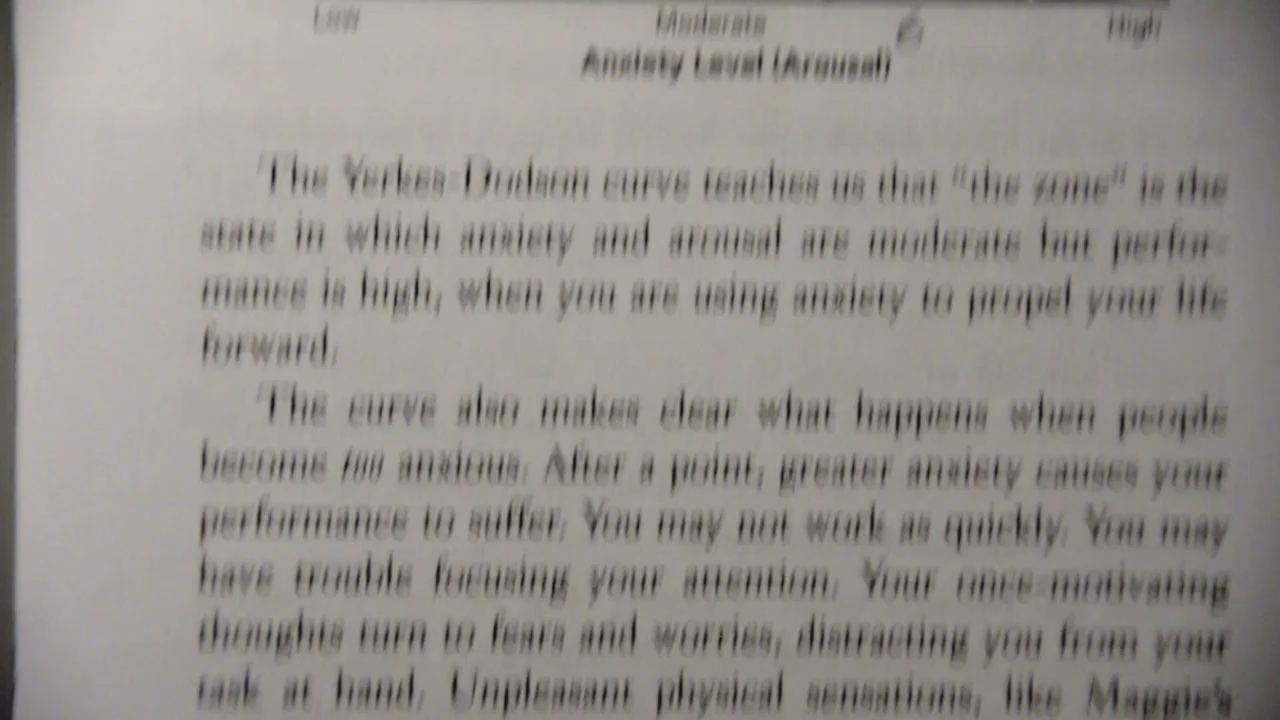 Low Moderate High
Anxiety Level (Arousal)
The Yerkes-Dodson curve teaches us that "the zone" is the
state in which anxiety and arousal are moderate but perfor-
mance is high, when you are using anxiety to propel your life
forward.
The curve also makes clear what happens when people
become too anxious. After a point, greater anxiety causes your
performance to suffer. You may not work as quickly. You may
have trouble focusing your attention. Your once-motivating
thoughts turn to fears and worries, distracting you from your
task at hand. Unpleasant physical sensations, like Maggie's